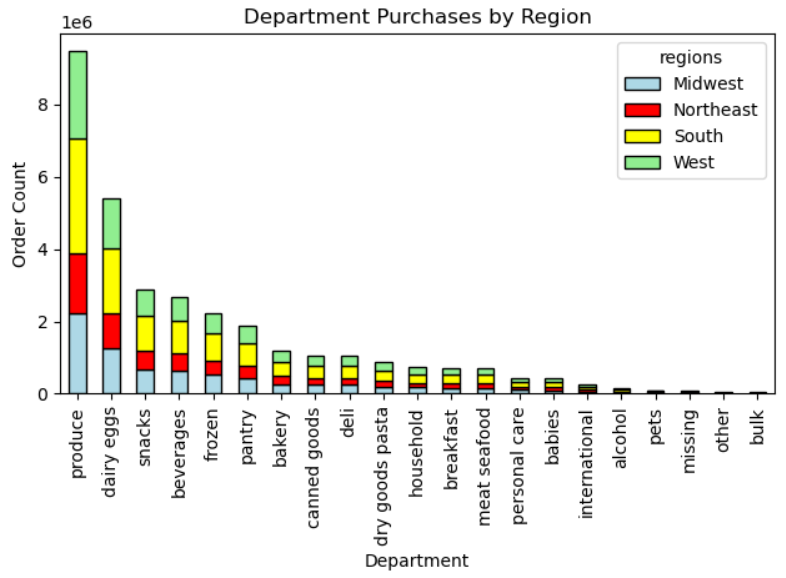 Department Purchases by Region
1e6
regions
Midwest
Northeast
South
West
8
6
4
2
0
Order Count
produce
dairy eggs
snacks
beverages
frozen
pantry
bakery
canned goods
deli
dry goods pasta
household
breakfast
meat seafood
personal care
babies
international
alcohol
pets
missing
other
bulk
Department